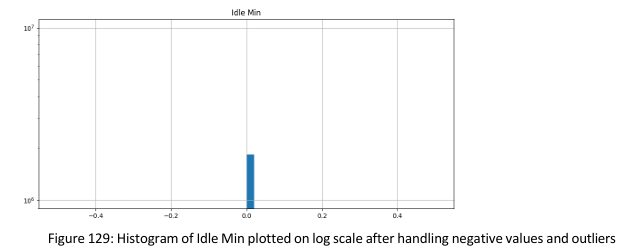 Idle Min
10⁷
10⁶
−0.4 −0.2 0.0 0.2 0.4
Figure 129: Histogram of Idle Min plotted on log scale after handling negative values and outliers